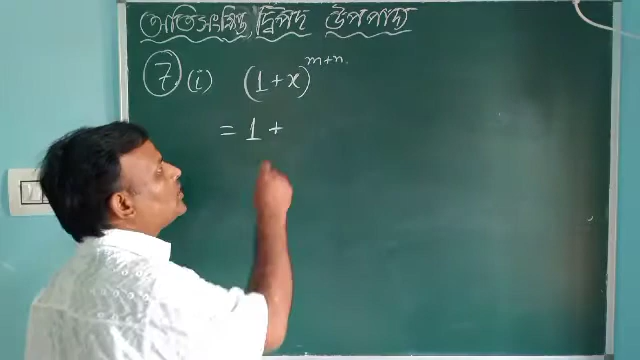 অতিসংক্ষিপ্ত দ্বিপদ উপপাদ্য
7. (i) (1+x)^{m+n}.
= 1 +